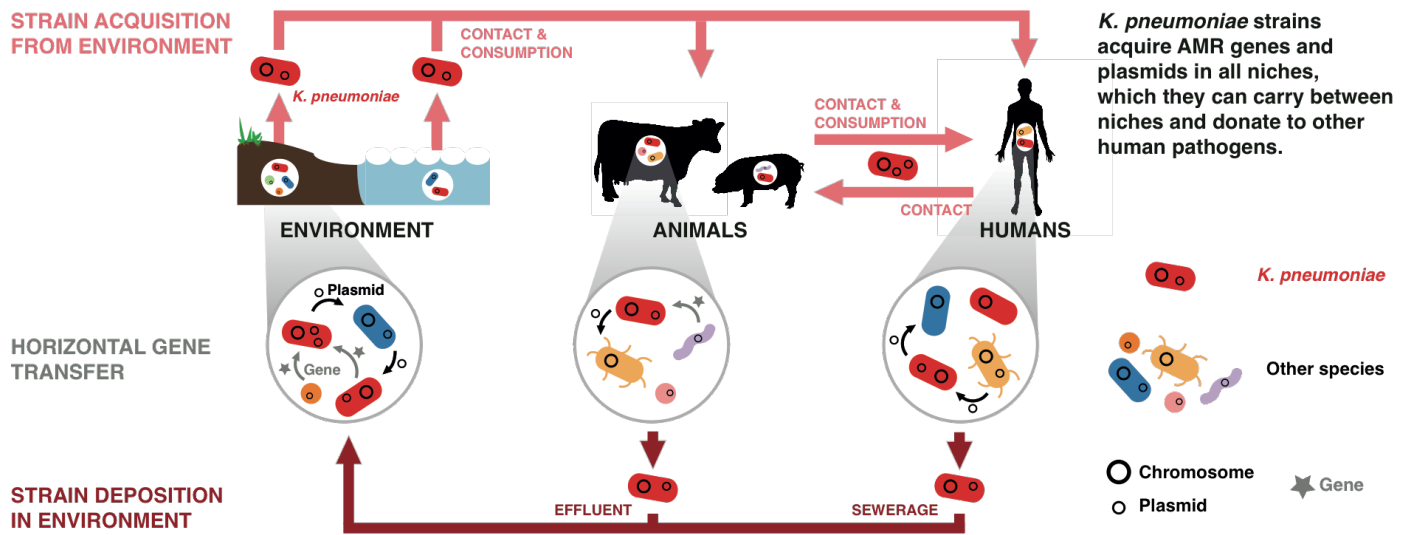 STRAIN ACQUISITION
FROM ENVIRONMENT
CONTACT &
CONSUMPTION
K. pneumoniae
CONTACT &
CONSUMPTION
CONTACT
K. pneumoniae strains
acquire AMR genes and
plasmids in all niches,
which they can carry between
niches and donate to other
human pathogens.
ENVIRONMENT
ANIMALS
HUMANS
HORIZONTAL GENE
TRANSFER
Plasmid
Gene
K. pneumoniae
Other species
STRAIN DEPOSITION
IN ENVIRONMENT
EFFLUENT
SEWERAGE
Chromosome
Plasmid
Gene